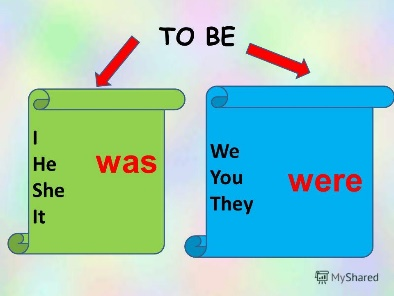 TO BE
I
He
She
It
was
We
You
They
were
MyShared